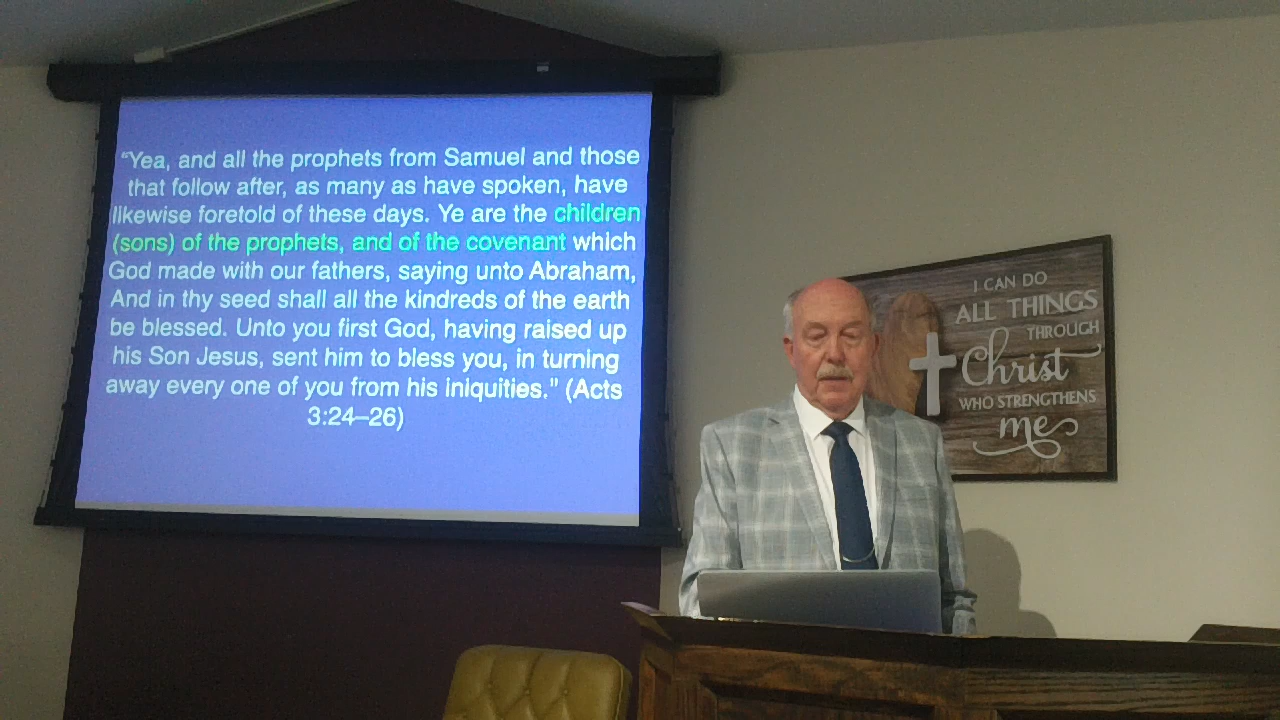 “Yea, and all the prophets from Samuel and those
that follow after, as many as have spoken, have
likewise foretold of these days. Ye are the children
(sons) of the prophets, and of the covenant which
God made with our fathers, saying unto Abraham,
And in thy seed shall all the kindreds of the earth
be blessed. Unto you first God, having raised up
his Son Jesus, sent him to bless you, in turning
away every one of you from his iniquities.” (Acts
3:24–26)
I CAN DO
ALL THINGS
THROUGH
Christ
WHO STRENGTHENS
me